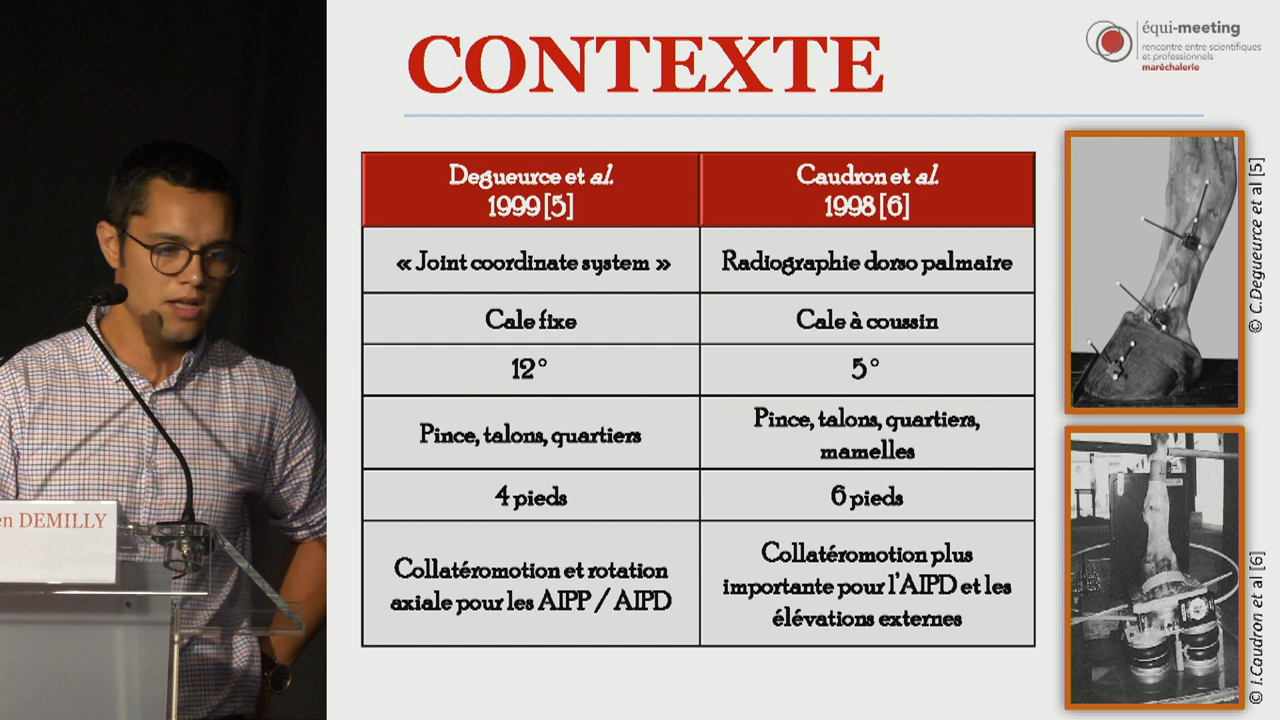 CONTEXTE
équi-meeting
rencontre entre scientifiques
et professionnels
maréchalerie
Degueurce et al.
1999 [5]
Caudron et al.
1998 [6]
« Joint coordinate system »
Radiographie dorso palmaire
Cale fixe
Cale à coussin
12°
5°
Pince, talons, quartiers
Pince, talons, quartiers,
mamelles
4 pieds
6 pieds
Collatéromotion et rotation
axiale pour les AIPP / AIPD
Collatéromotion plus
importante pour l'AIPD et les
élévations externes
© C.Degueurce et al [5]
© I.Caudron et al [6]
en DEMILLY